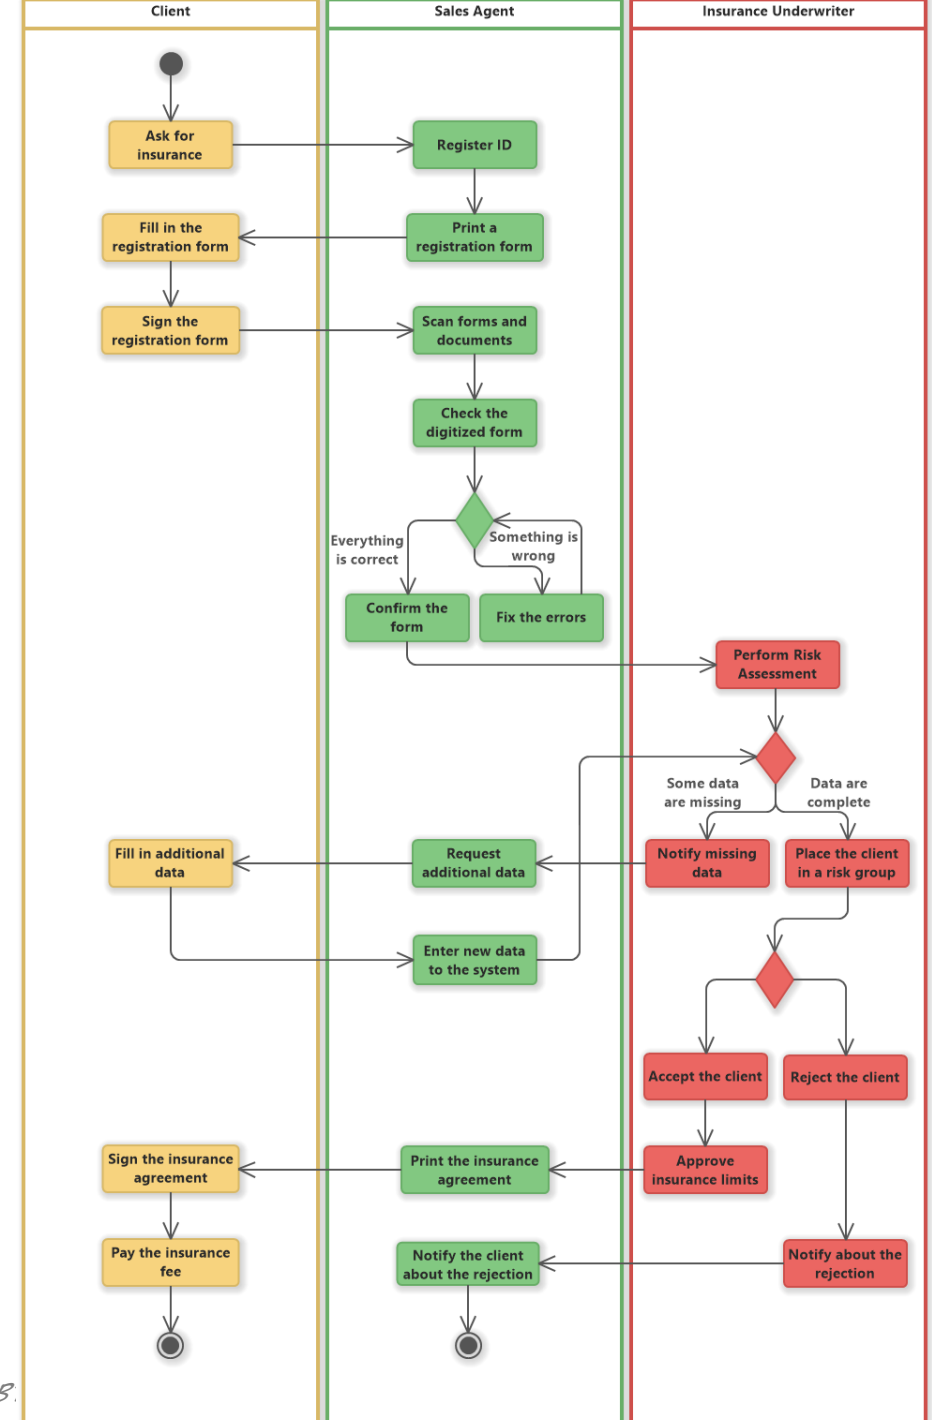 Client
Sales Agent
Insurance Underwriter
Ask for
insurance
Register ID
Fill in the
registration form
Print a
registration form
Sign the
registration form
Scan forms and
documents
Check the
digitized form
Everything
is correct
Something is
wrong
Confirm the
form
Fix the errors
Perform Risk
Assessment
Some data
are missing
Data are
complete
Fill in additional
data
Request
additional data
Notify missing
data
Place the client
in a risk group
Enter new data
to the system
Accept the client
Reject the client
Sign the insurance
agreement
Print the insurance
agreement
Approve
insurance limits
Pay the insurance
fee
Notify the client
about the rejection
Notify about the
rejection